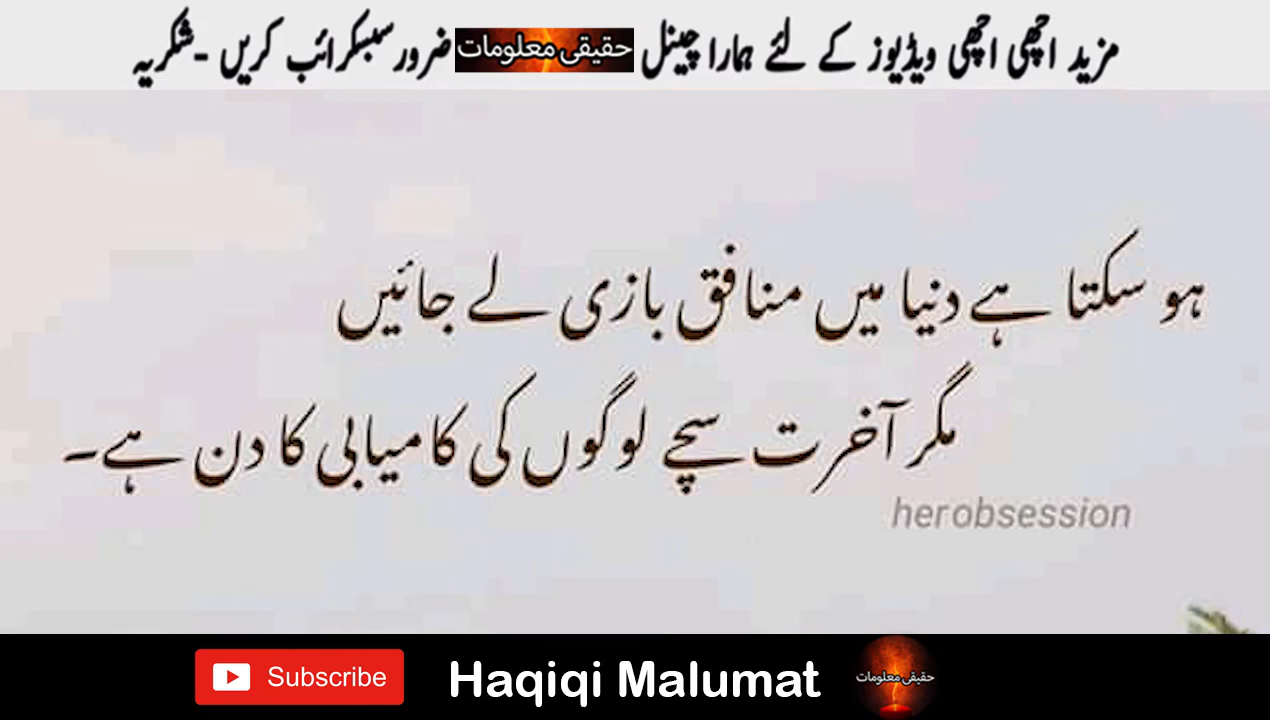 مزید اچھی اچھی ویڈیوز کے لئے ہمارا چینل حقیقی معلومات ضرور سبسکرائب کریں -شکریہ
ہو سکتا ہے دنیا میں منافق بازی لے جائیں
مگر آخرت سچے لوگوں کی کامیابی کا دن ہے۔
herobsession
Subscribe Haqiqi Malumat حقیقی معلومات